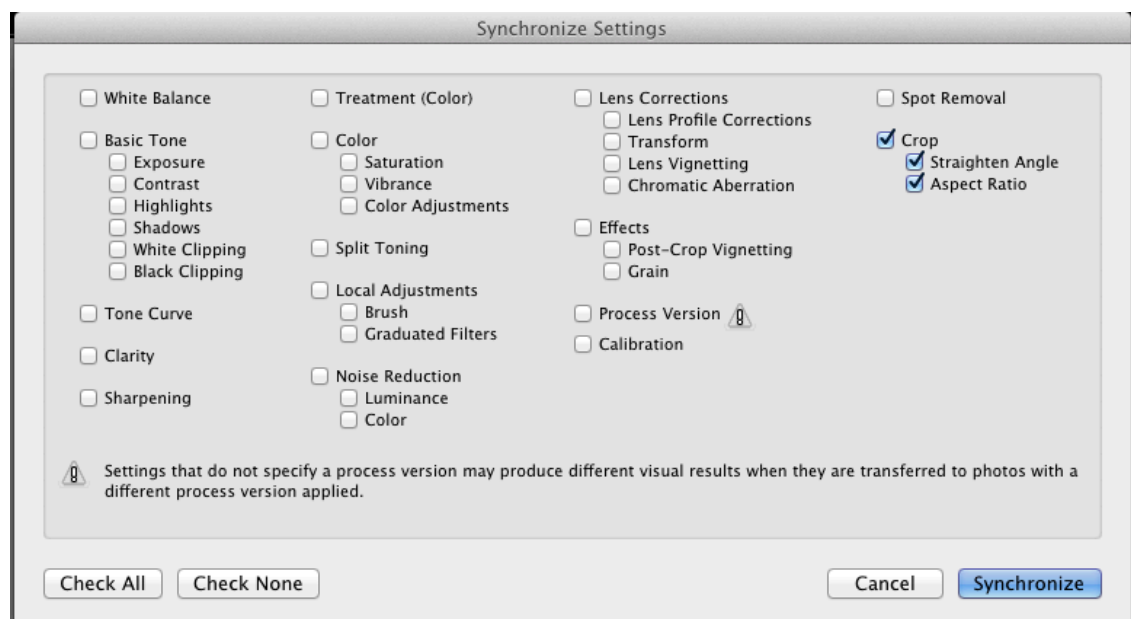 Synchronize Settings
White Balance
Basic Tone
Exposure
Contrast
Highlights
Shadows
White Clipping
Black Clipping
Tone Curve
Clarity
Sharpening
Treatment (Color)
Color
Saturation
Vibrance
Color Adjustments
Split Toning
Local Adjustments
Brush
Graduated Filters
Noise Reduction
Luminance
Color
Lens Corrections
Lens Profile Corrections
Transform
Lens Vignetting
Chromatic Aberration
Effects
Post-Crop Vignetting
Grain
Process Version
Calibration
Spot Removal
Crop
Straighten Angle
Aspect Ratio
Settings that do not specify a process version may produce different visual results when they are transferred to photos with a
different process version applied.
Check All
Check None
Cancel
Synchronize